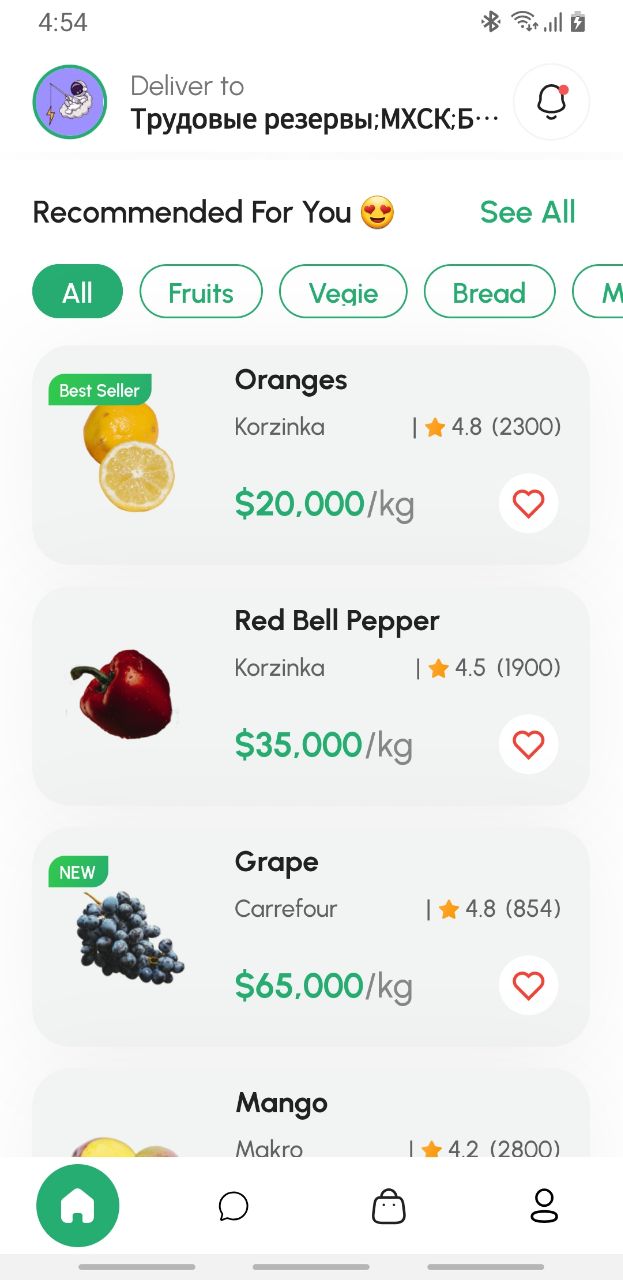 4:54
Deliver to
Трудовые резервы;МХСК;Б...
Recommended For You 😍 See All
All Fruits Vegie Bread M
Best Seller
Oranges
Korzinka | ⭐ 4.8 (2300)
$20,000/kg
Red Bell Pepper
Korzinka | ⭐ 4.5 (1900)
$35,000/kg
NEW
Grape
Carrefour | ⭐ 4.8 (854)
$65,000/kg
Mango
Makro | ⭐ 4.2 (2800)